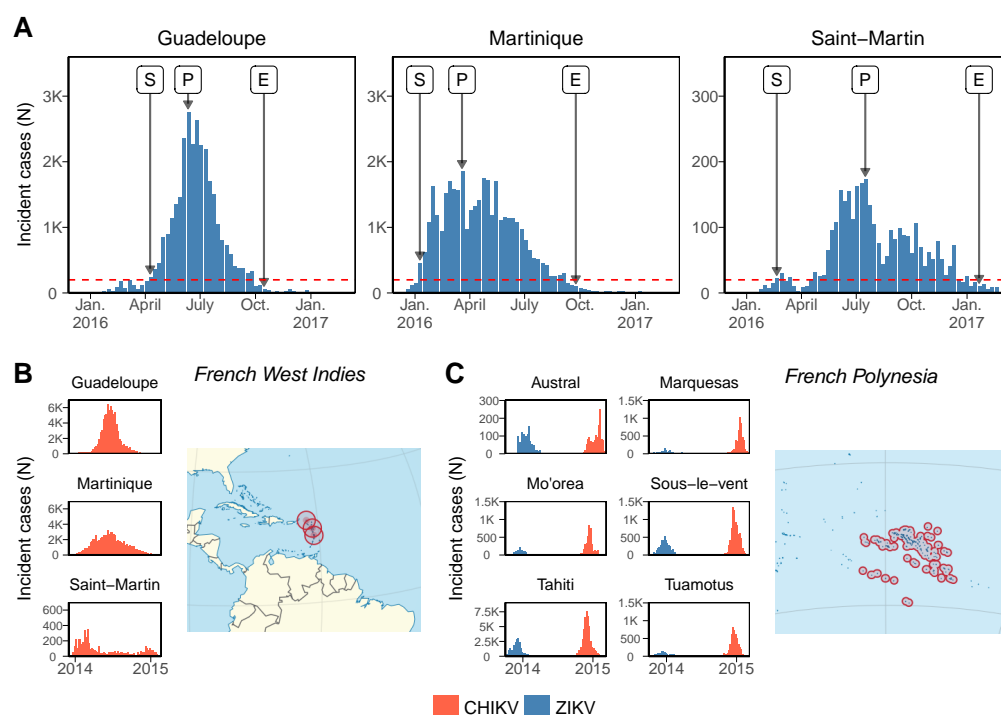 A
Guadeloupe
Martinique
Saint−Martin
Incident cases (N)
3K
2K
1K
0
S
P
E
Jan.
2016
April
July
Oct.
Jan.
2017
3K
2K
1K
0
S
P
E
Jan.
2016
April
July
Oct.
Jan.
2017
300
200
100
0
S
P
E
Jan.
2016
April
July
Oct.
Jan.
2017
B
French West Indies
Incident cases (N)
Guadeloupe
6K
4K
2K
0
Martinique
6K
4K
2K
0
Saint−Martin
600
400
200
0
2014
2015
C
French Polynesia
Incident cases (N)
Austral
300
200
100
0
Marquesas
1.5K
1K
500
0
Mo'orea
1.5K
1K
500
0
Sous−le−vent
1.5K
1K
500
0
Tahiti
7.5K
5K
2.5K
0
2014
2015
Tuamotus
1.5K
1K
500
0
2014
2015
CHIKV
ZIKV